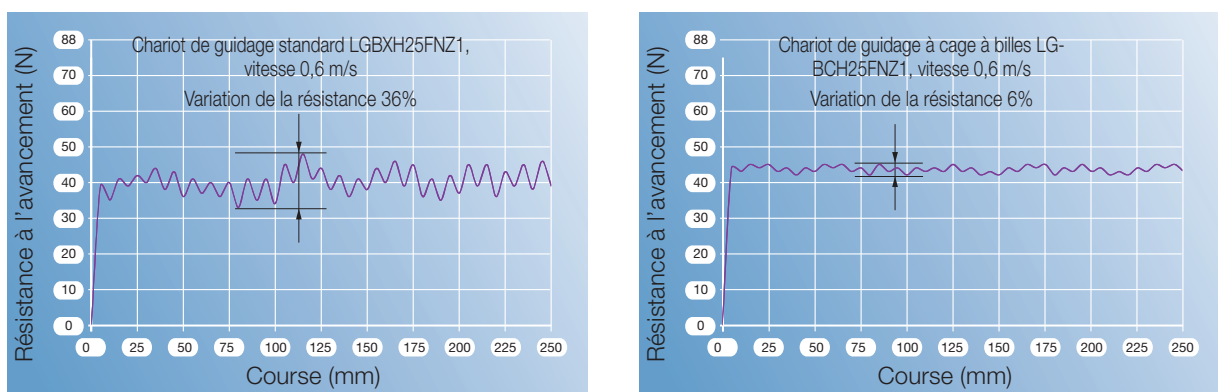 Résistance à l'avancement (N)
88
70
60
50
40
30
20
10
0
Chariot de guidage standard LGBXH25FNZ1,
vitesse 0,6 m/s
Variation de la résistance 36%
0 25 50 75 100 125 150 175 200 225 250
Course (mm)
Résistance à l'avancement (N)
88
70
60
50
40
30
20
10
0
Chariot de guidage à cage à billes LG-
BCH25FNZ1, vitesse 0,6 m/s
Variation de la résistance 6%
0 25 50 75 100 125 150 175 200 225 250
Course (mm)